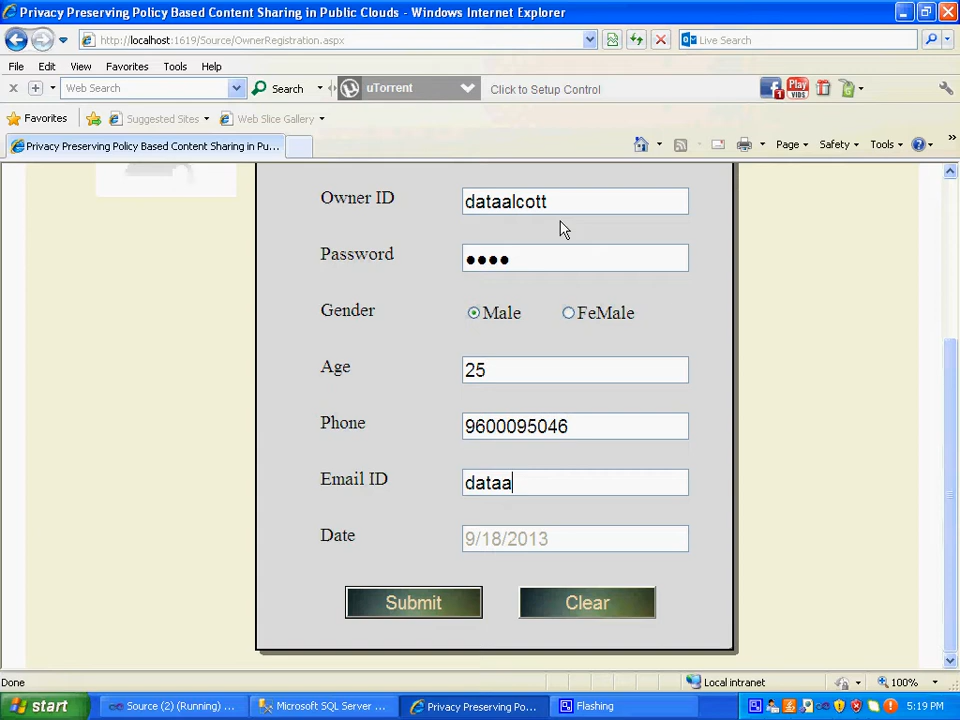 Privacy Preserving Policy Based Content Sharing in Public Clouds - Windows Internet Explorer
http://localhost:1619/Source/OwnerRegistration.aspx
Live Search
File Edit View Favorites Tools Help
Web Search Search uTorrent Click to Setup Control 1 Play VIDS
Favorites Suggested Sites Web Slice Gallery
Privacy Preserving Policy Based Content Sharing in Pu... Page Safety Tools
Owner ID dataalcott
Password ●●●●
Gender Male FeMale
Age 25
Phone 9600095046
Email ID dataa
Date 9/18/2013
Submit Clear
Done Local intranet 100%
start Source (2) (Running) ... Microsoft SQL Server ... Privacy Preserving Po... Flashing 5:19 PM